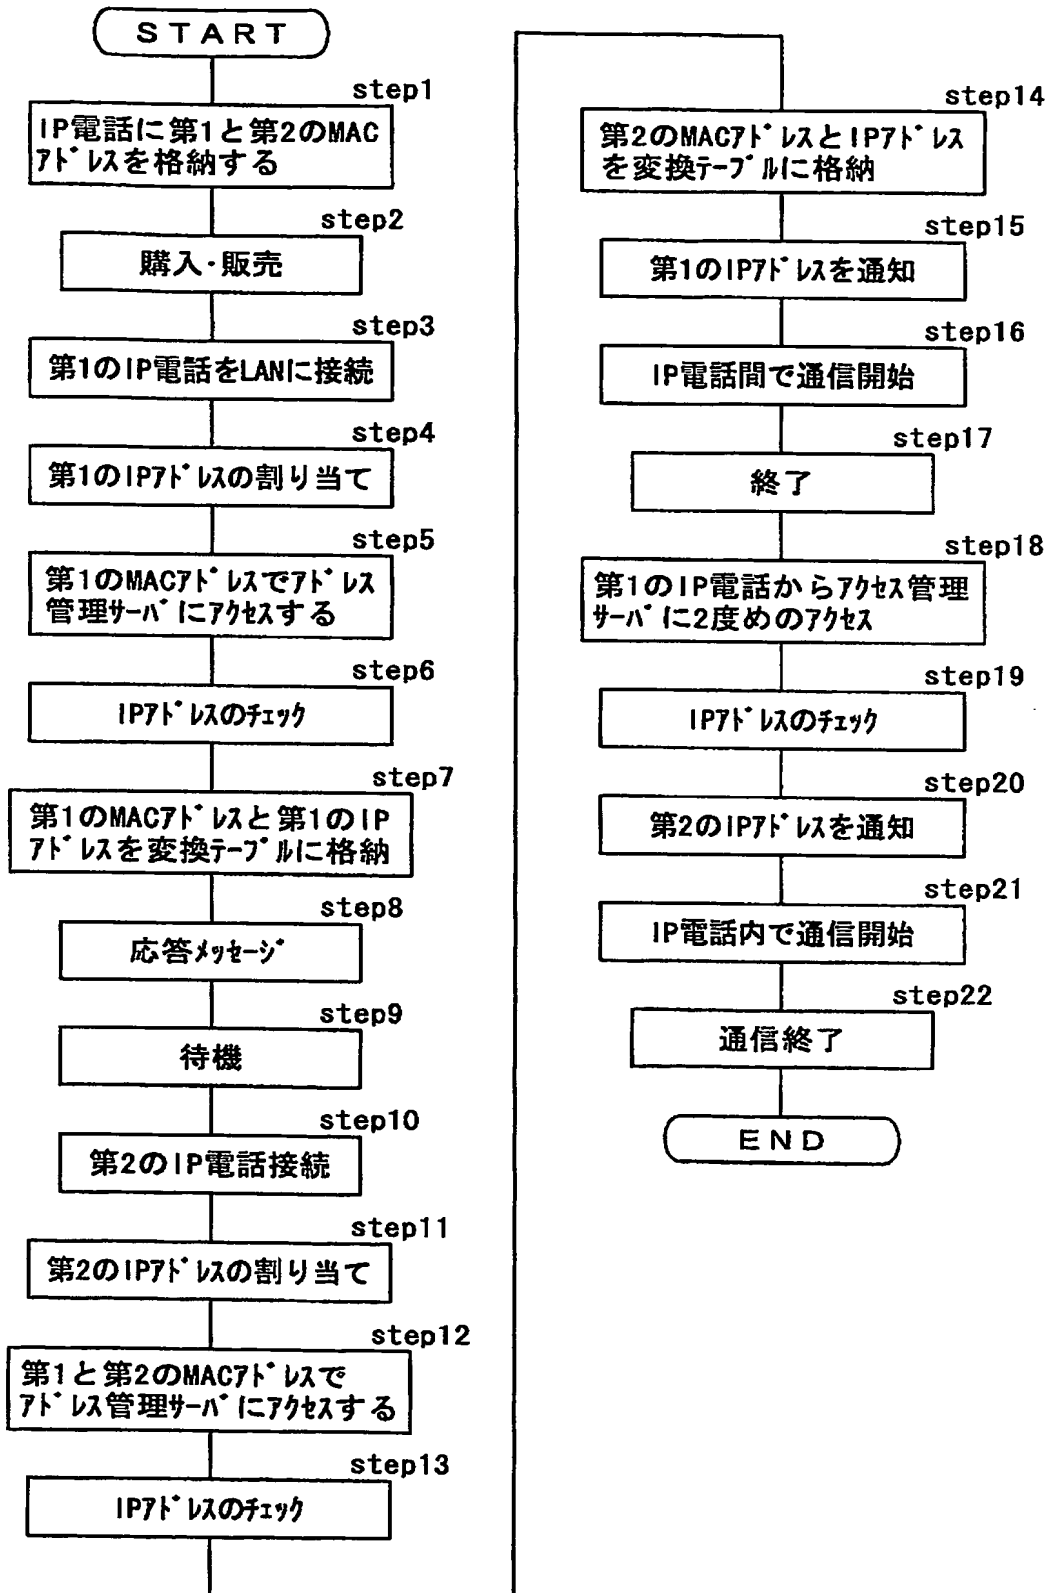 START
step1
IP電話に第1と第2のMAC
ｱﾄﾞﾚｽを格納する
step2
購入･販売
step3
第1のIP電話をLANに接続
step4
第1のIPｱﾄﾞﾚｽの割り当て
step5
第1のMACｱﾄﾞﾚｽでｱﾄﾞﾚｽ
管理ｻｰﾊﾞにｱｸｾｽする
step6
IPｱﾄﾞﾚｽのﾁｪｯｸ
step7
第1のMACｱﾄﾞﾚｽと第1のIP
ｱﾄﾞﾚｽを変換ﾃｰﾌﾞﾙに格納
step8
応答ﾒｯｾｰｼﾞ
step9
待機
step10
第2のIP電話接続
step11
第2のIPｱﾄﾞﾚｽの割り当て
step12
第1と第2のMACｱﾄﾞﾚｽで
ｱﾄﾞﾚｽ管理ｻｰﾊﾞにｱｸｾｽする
step13
IPｱﾄﾞﾚｽのﾁｪｯｸ
step14
第2のMACｱﾄﾞﾚｽとIPｱﾄﾞﾚｽ
を変換ﾃｰﾌﾞﾙに格納
step15
第1のIPｱﾄﾞﾚｽを通知
step16
IP電話間で通信開始
step17
終了
step18
第1のIP電話からｱｸｾｽ管理
ｻｰﾊﾞに2度めのｱｸｾｽ
step19
IPｱﾄﾞﾚｽのﾁｪｯｸ
step20
第2のIPｱﾄﾞﾚｽを通知
step21
IP電話内で通信開始
step22
通信終了
END